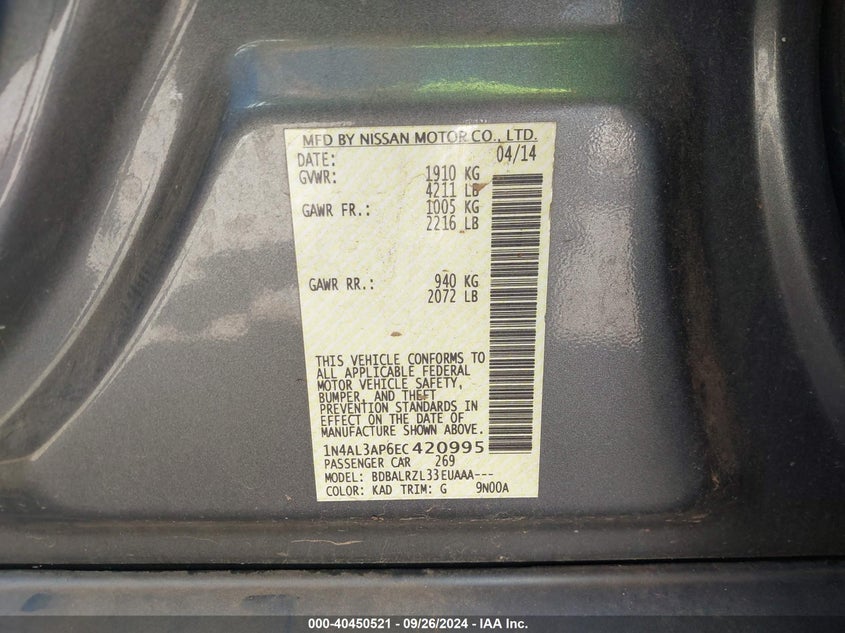 MFD BY NISSAN MOTOR CO., LTD.
DATE: 04/14
GVWR: 1910 KG
4211 LB
GAWR FR.: 1005 KG
2216 LB
GAWR RR.: 940 KG
2072 LB
THIS VEHICLE CONFORMS TO
ALL APPLICABLE FEDERAL
MOTOR VEHICLE SAFETY,
BUMPER, AND THEFT
PREVENTION STANDARDS IN
EFFECT ON THE DATE OF
MANUFACTURE SHOWN ABOVE.
1N4AL3AP6EC420995
PASSENGER CAR 269
MODEL: BDBALRZL33EUAAA---
COLOR: KAD TRIM: G 9N00A
000-40450521 - 09/26/2024 - IAA Inc.